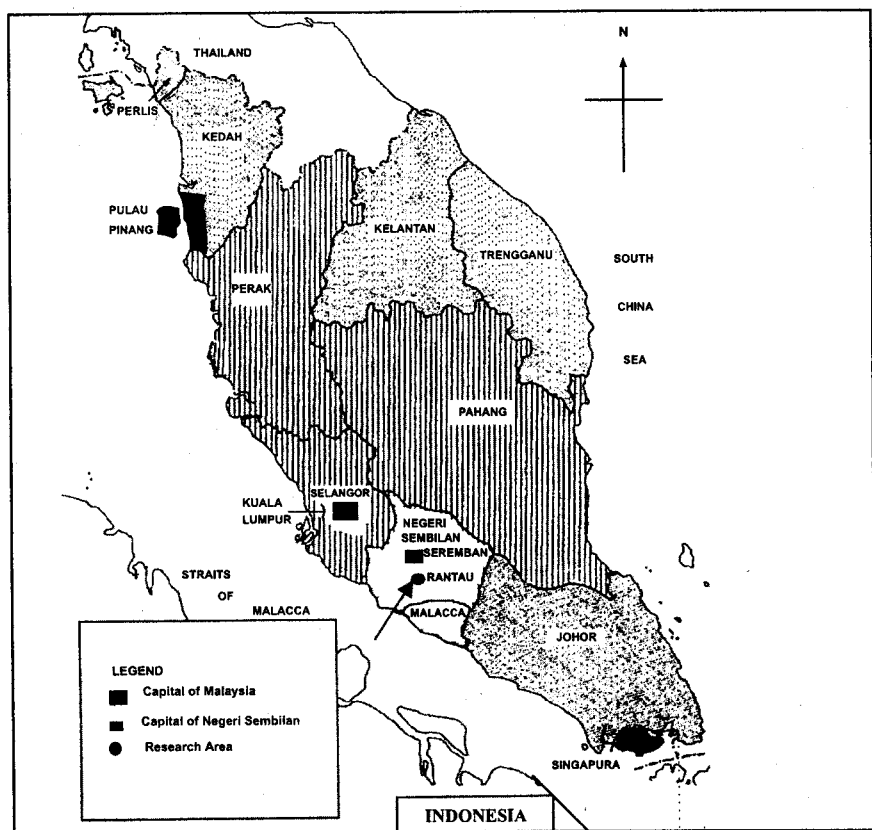 THAILAND
N
PERLIS
KEDAH
PULAU
PINANG
KELANTAN
TRENGGANU
SOUTH
CHINA
SEA
PERAK
PAHANG
SELANGOR
KUALA
LUMPUR
NEGERI
SEMBILAN
SEREMBAN
RANTAU
STRAITS
OF
MALACCA
MALACCA
JOHOR
SINGAPURA
LEGEND
Capital of Malaysia
Capital of Negeri Sembilan
Research Area
INDONESIA